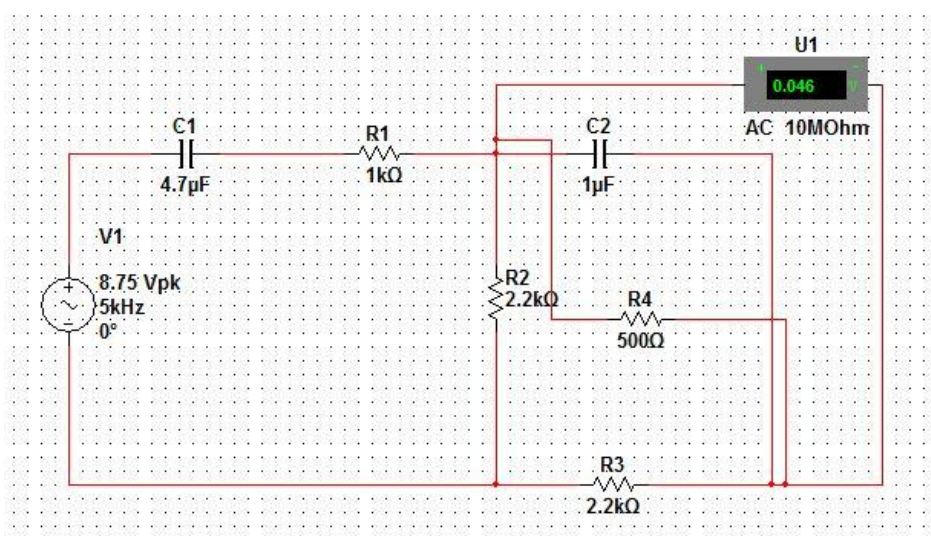 U1
+ -
0.046 V
AC 10MOhm
C1
4.7µF
R1
1kΩ
C2
1µF
V1
+
8.75 Vpk
5kHz
0°
R2
2.2kΩ
R4
500Ω
R3
2.2kΩ